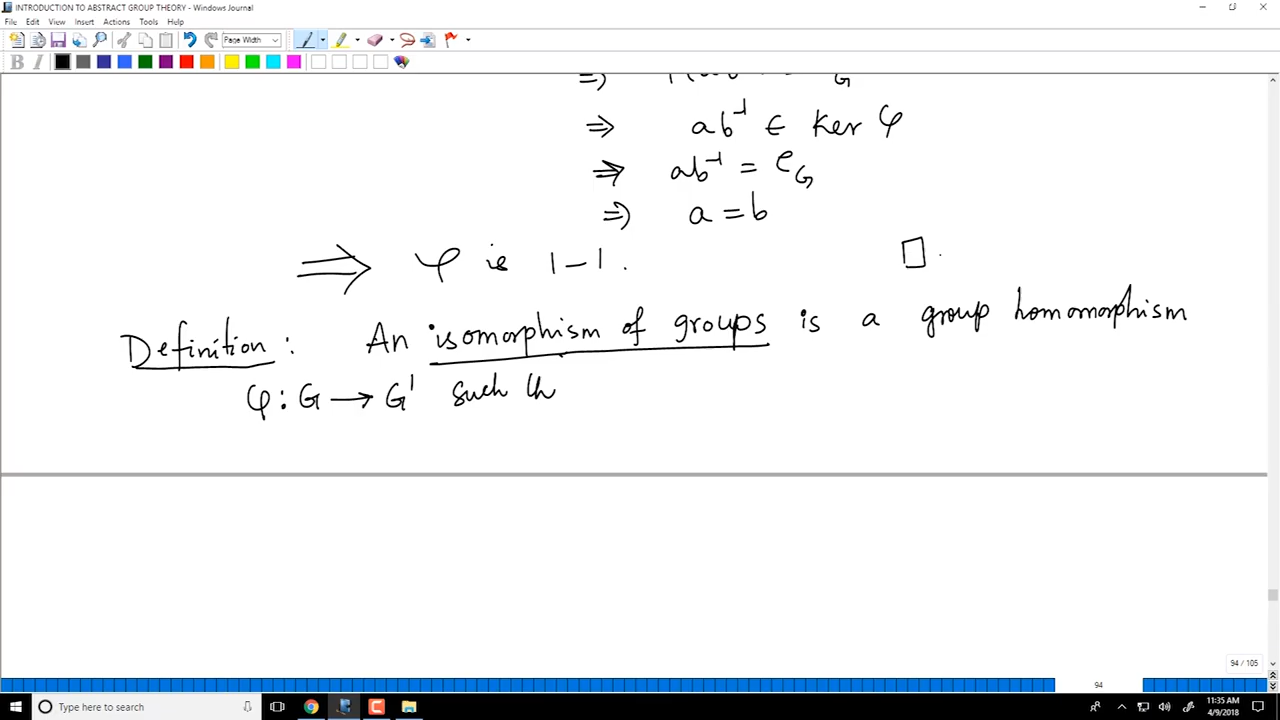 INTRODUCTION TO ABSTRACT GROUP THEORY - Windows Journal
File Edit View Insert Actions Tools Help
Page Width
B I
⇒ G
⇒ ab⁻¹ ∈ Ker φ
⇒ ab⁻¹ = e_G
⇒ a = b
⇒ φ is 1-1. □
Definition: An isomorphism of groups is a group homomorphism
φ: G → G' such th
94 / 105
94
Type here to search
11:35 AM
4/9/2018